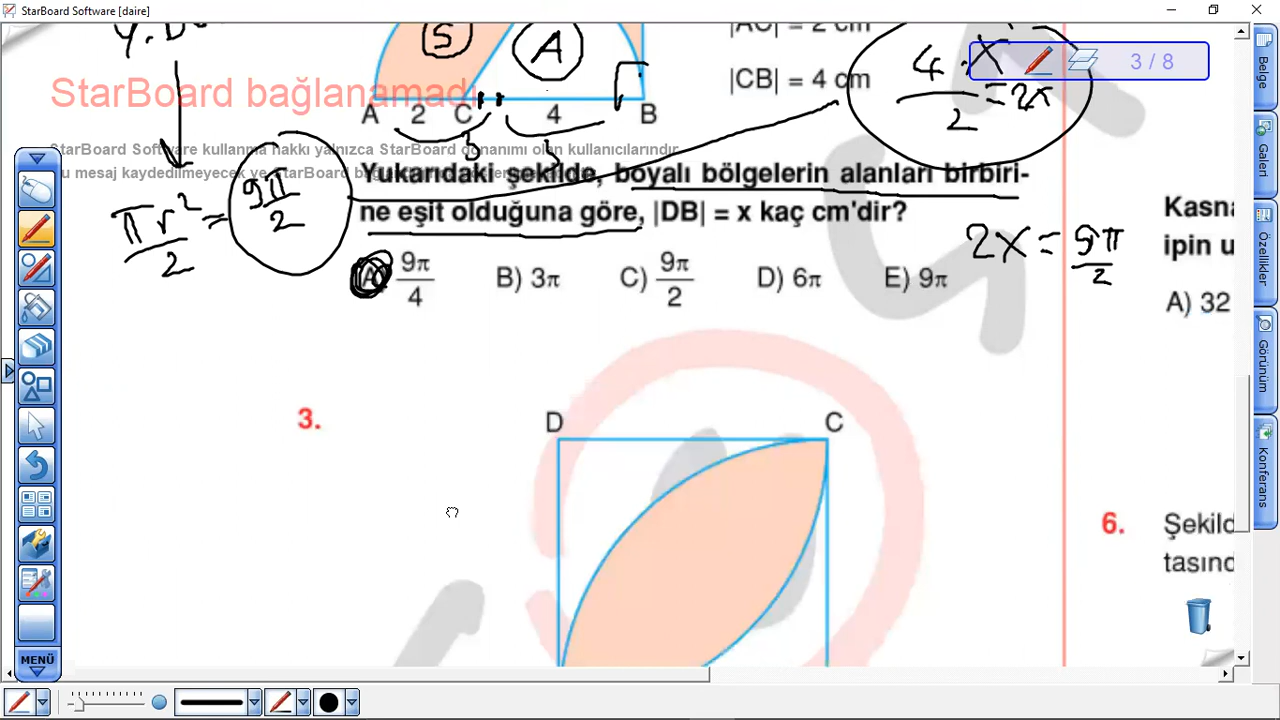 StarBoard Software [daire]
|AC| = 2 cm
S
A
4.x
2
=2x
3 / 8
Belge
|CB| = 4 cm
StarBoard bağlanamadı
A 2 C 4 B
3
StarBoard Software kullanma hakkı yalnızca StarBoard donanımı olan kullanıcılarındır.
Yukarıdaki şekilde, boyalı bölgelerin alanları birbiri-
ne eşit olduğuna göre, |DB| = x kaç cm'dir?
πr²
2
=
9π
2
2x = 9π
2
A) 9π/4 B) 3π C) 9π/2 D) 6π E) 9π
Kasna
ipin u
A) 32
Galeri
Görünüm
Konferans
3.
D C
6. Şekild
tasınd
MENÜ